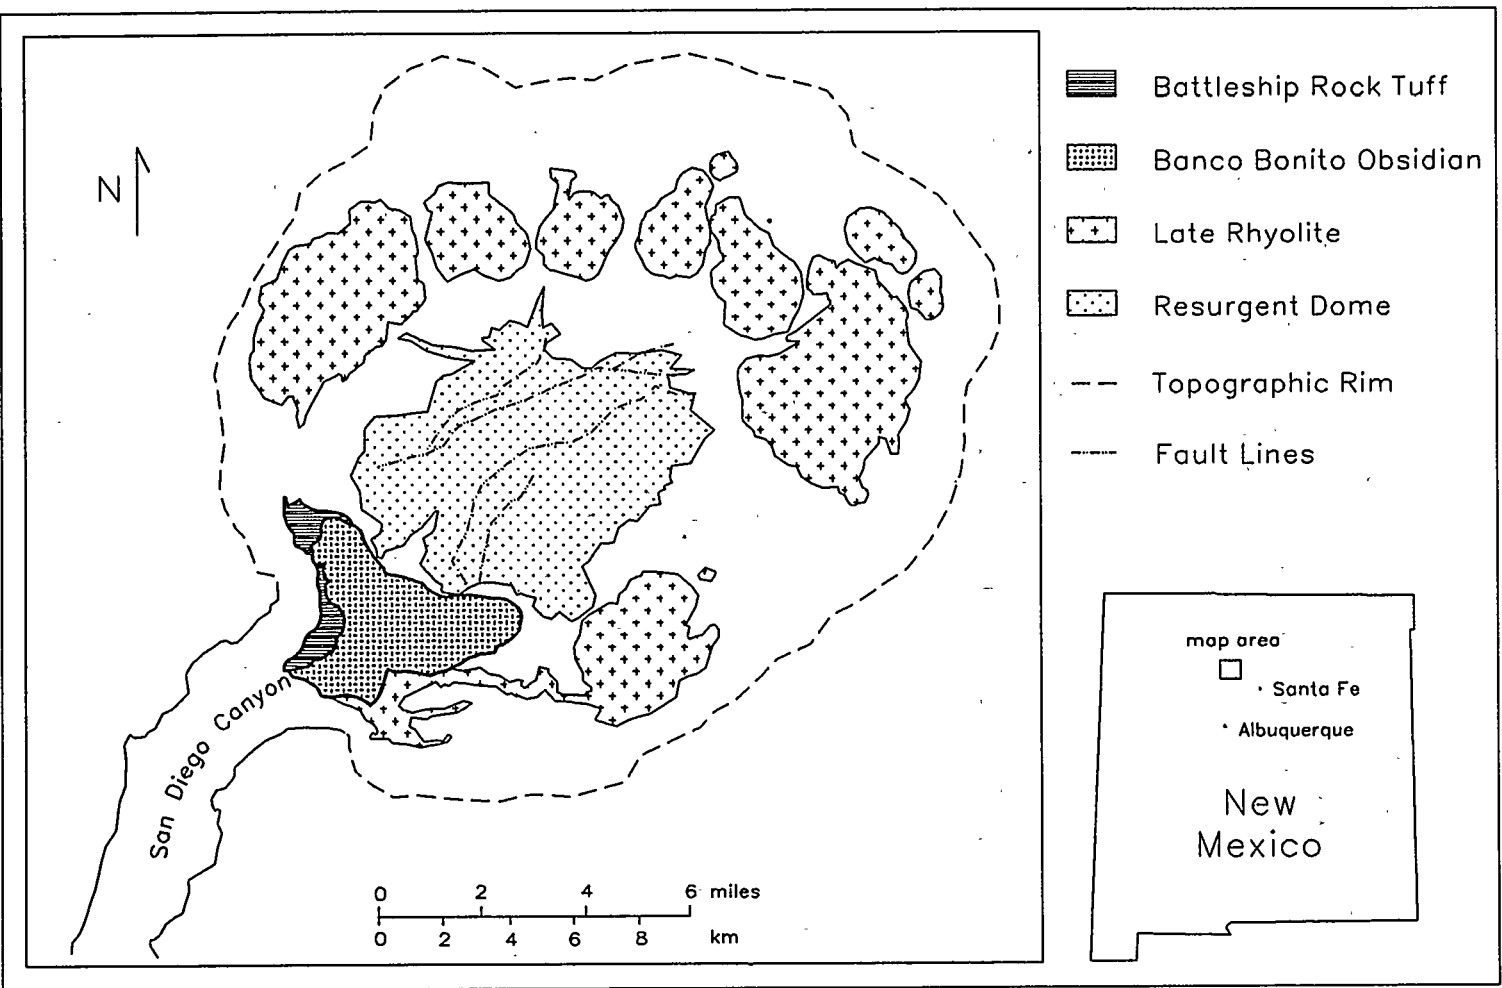 N
San Diego Canyon
0 2 4 6 miles
0 2 4 6 8 km
Battleship Rock Tuff
Banco Bonito Obsidian
Late Rhyolite
Resurgent Dome
Topographic Rim
Fault Lines
map area
Santa Fe
Albuquerque
New
Mexico